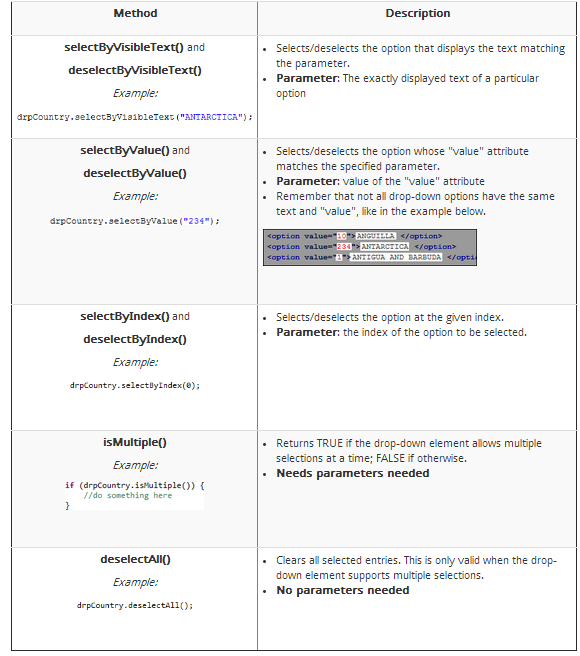 Method
Description
selectByVisibleText() and
deselectByVisibleText()
Example:
drpCountry.selectByVisibleText("ANTARCTICA");
Selects/deselects the option that displays the text matching
the parameter.
Parameter: The exactly displayed text of a particular
option
selectByValue() and
deselectByValue()
Example:
drpCountry.selectByValue("234");
Selects/deselects the option whose "value" attribute
matches the specified parameter.
Parameter: value of the "value" attribute
Remember that not all drop-down options have the same
text and "value", like in the example below.
<option value="10">ANGUILLA </option>
<option value="234">ANTARCTICA </option>
<option value="1">ANTIGUA AND BARBUDA </opti
selectByIndex() and
deselectByIndex()
Example:
drpCountry.selectByIndex(0);
Selects/deselects the option at the given index.
Parameter: the index of the option to be selected.
isMultiple()
Example:
if (drpCountry.isMultiple()) {
//do something here
}
Returns TRUE if the drop-down element allows multiple
selections at a time; FALSE if otherwise.
Needs parameters needed
deselectAll()
Example:
drpCountry.deselectAll();
Clears all selected entries. This is only valid when the drop-
down element supports multiple selections.
No parameters needed